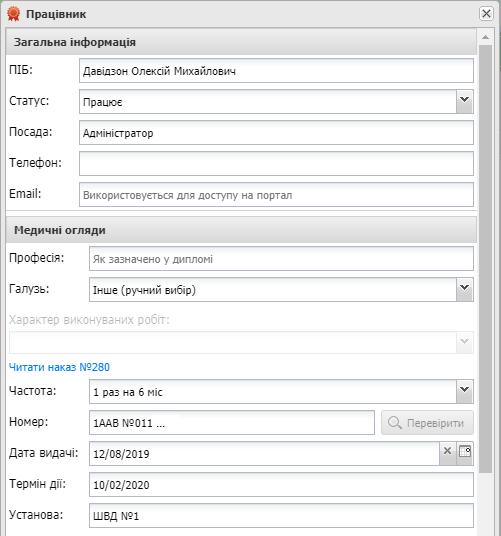 Працівник
Загальна інформація
ПІБ: Давідзон Олексій Михайлович
Статус: Працює
Посада: Адміністратор
Телефон:
Email: Використовується для доступу на портал
Медичні огляди
Професія: Як зазначено у дипломі
Галузь: Інше (ручний вибір)
Характер виконуваних робіт:
Читати наказ №280
Частота: 1 раз на 6 міс
Номер: 1ААВ №011 ... Перевірити
Дата видачі: 12/08/2019
Термін дії: 10/02/2020
Установа: ШВД №1